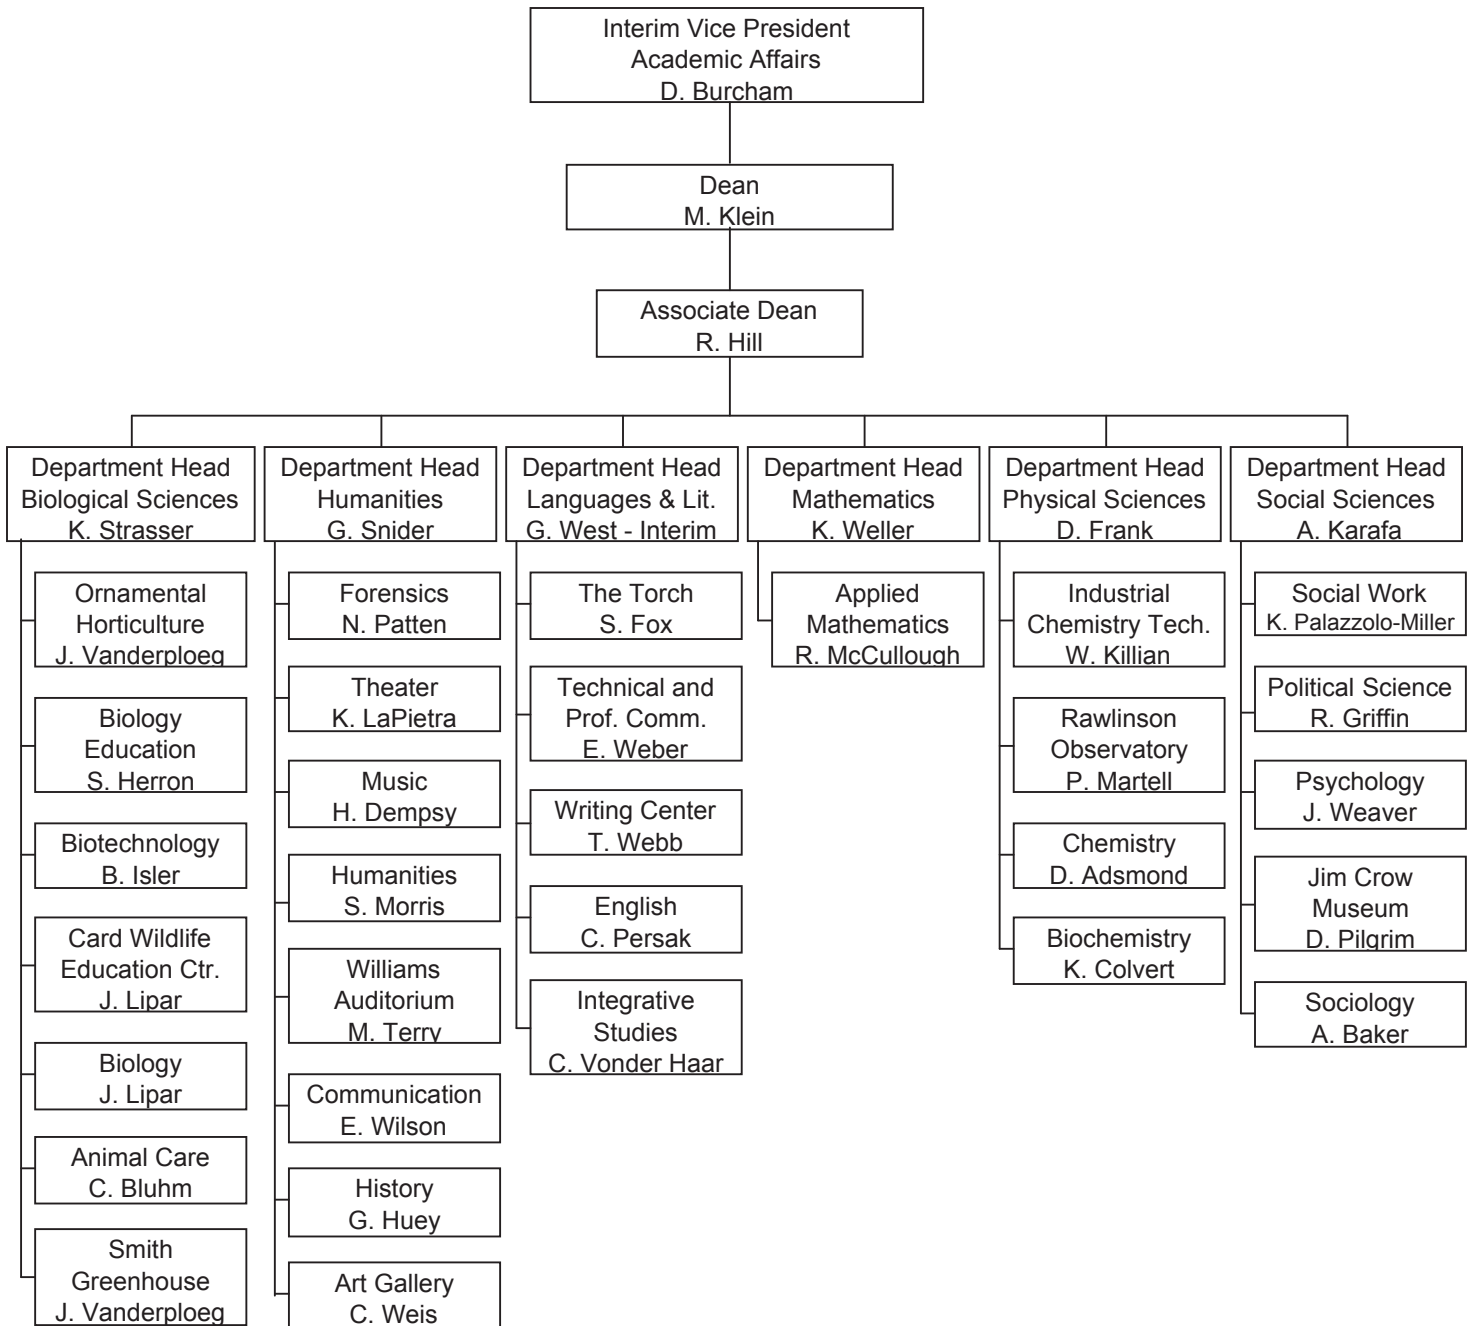 Interim Vice President
Academic Affairs
D. Burcham
Dean
M. Klein
Associate Dean
R. Hill
Department Head
Biological Sciences
K. Strasser
Department Head
Humanities
G. Snider
Department Head
Languages & Lit.
G. West - Interim
Department Head
Mathematics
K. Weller
Department Head
Physical Sciences
D. Frank
Department Head
Social Sciences
A. Karafa
Ornamental
Horticulture
J. Vanderploeg
Biology
Education
S. Herron
Biotechnology
B. Isler
Card Wildlife
Education Ctr.
J. Lipar
Biology
J. Lipar
Animal Care
C. Bluhm
Smith
Greenhouse
J. Vanderploeg
Forensics
N. Patten
Theater
K. LaPietra
Music
H. Dempsy
Humanities
S. Morris
Williams
Auditorium
M. Terry
Communication
E. Wilson
History
G. Huey
Art Gallery
C. Weis
The Torch
S. Fox
Technical and
Prof. Comm.
E. Weber
Writing Center
T. Webb
English
C. Persak
Integrative
Studies
C. Vonder Haar
Applied
Mathematics
R. McCullough
Industrial
Chemistry Tech.
W. Killian
Rawlinson
Observatory
P. Martell
Chemistry
D. Adsmond
Biochemistry
K. Colvert
Social Work
K. Palazzolo-Miller
Political Science
R. Griffin
Psychology
J. Weaver
Jim Crow
Museum
D. Pilgrim
Sociology
A. Baker